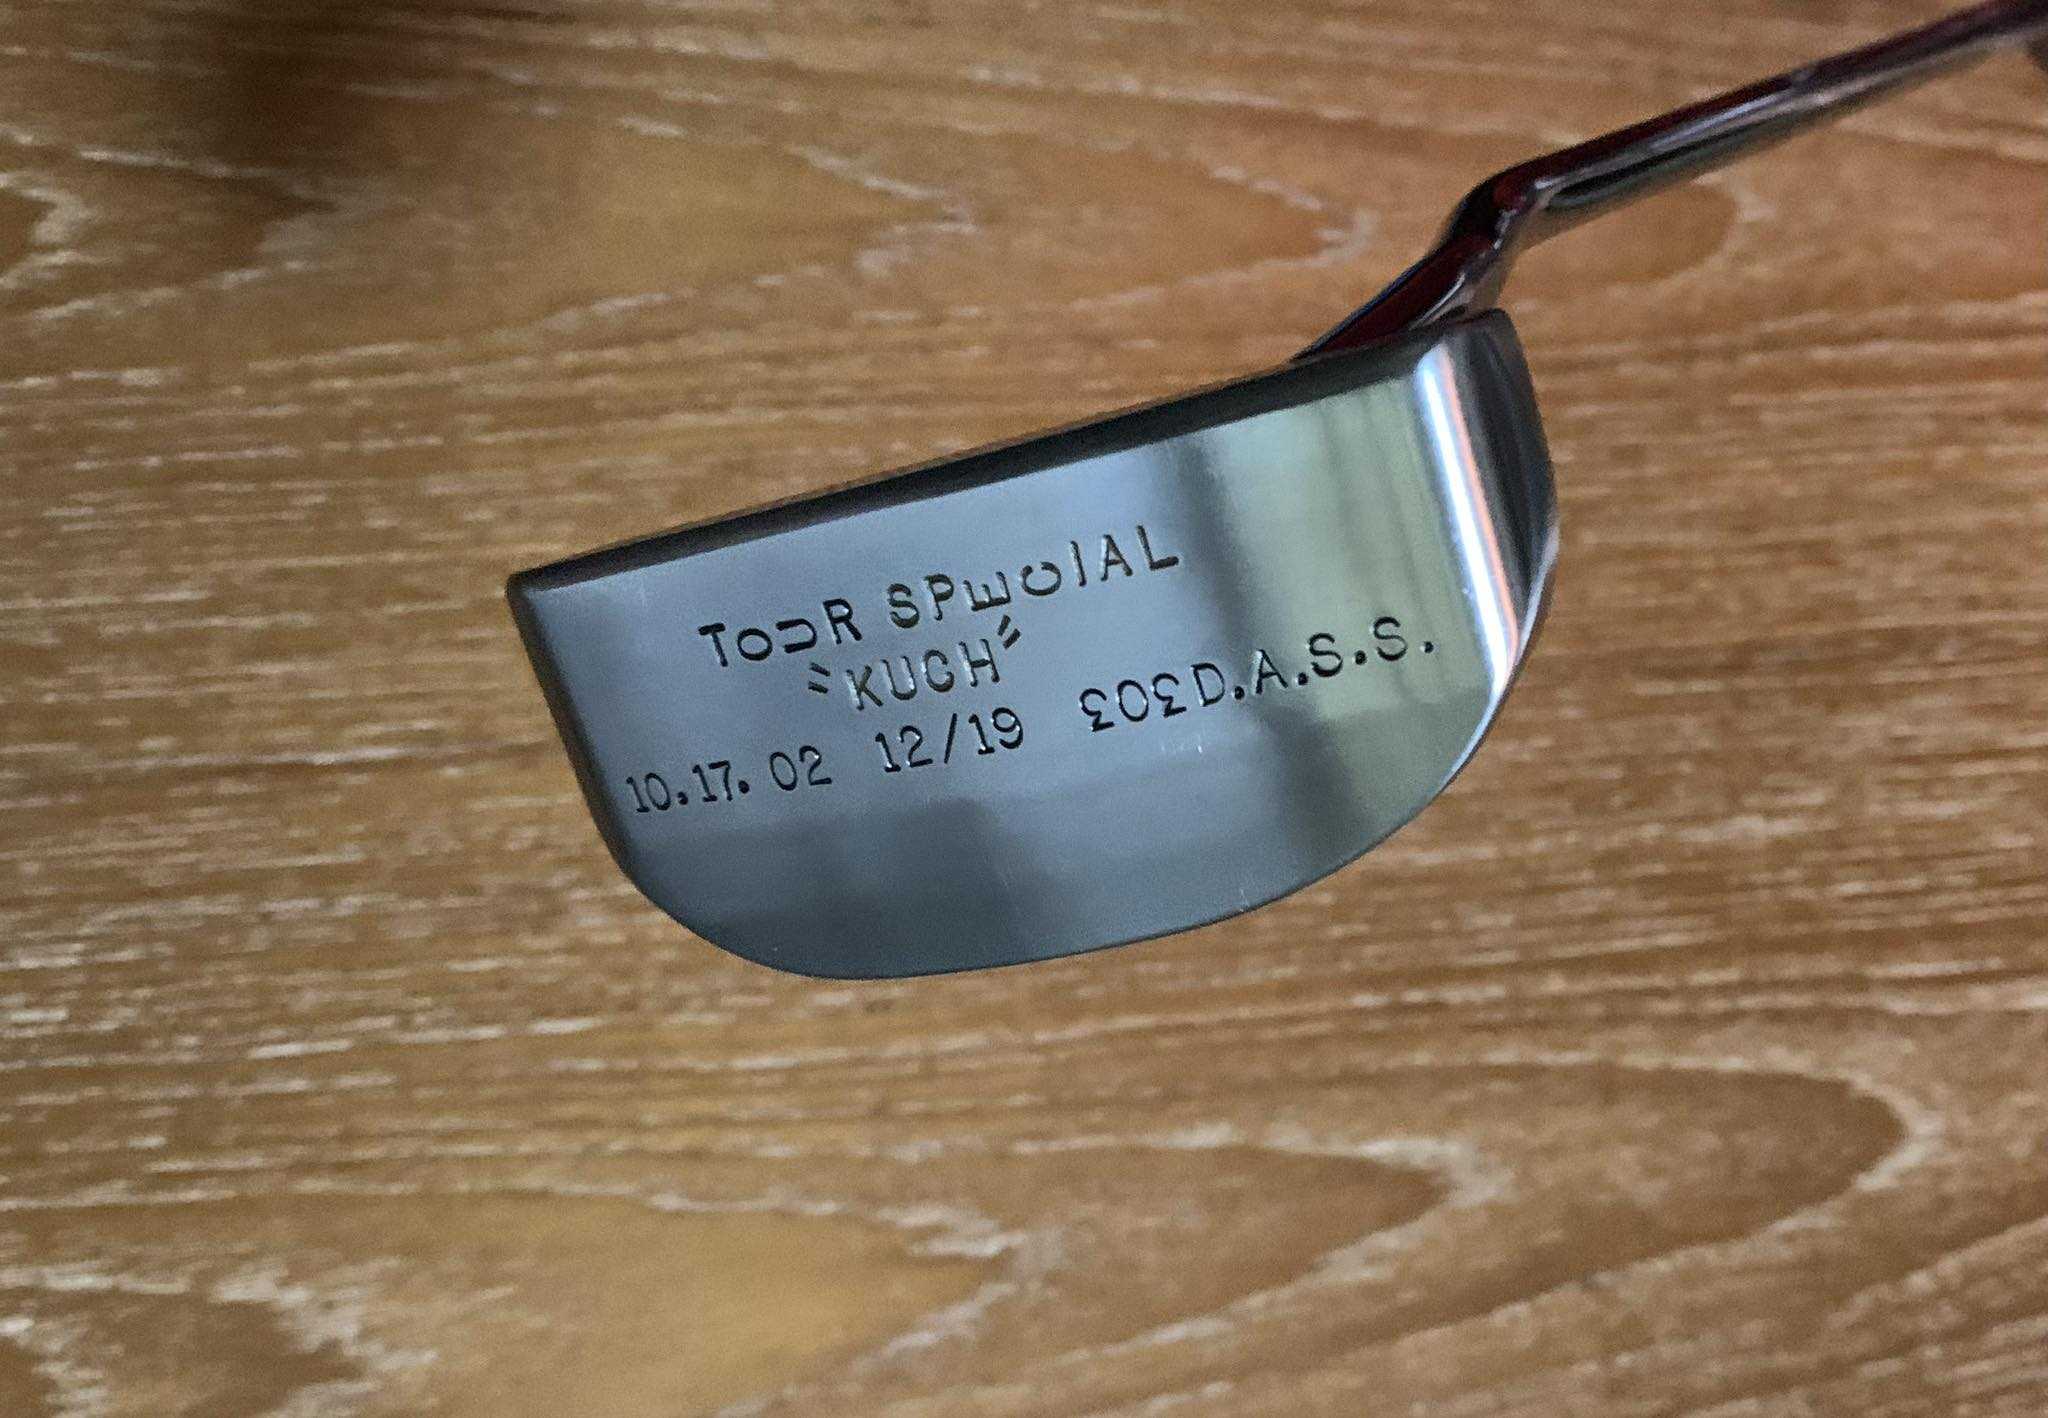 TOUR SPECIAL
"KUCH"
10.17.02 12/19 303D.A.S.S.